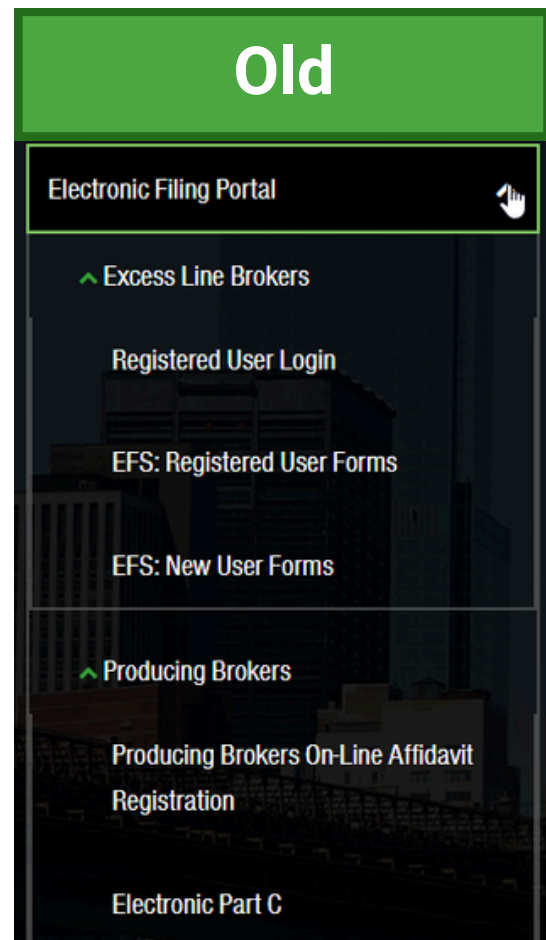 Old
Electronic Filing Portal
Excess Line Brokers
Registered User Login
EFS: Registered User Forms
EFS: New User Forms
Producing Brokers
Producing Brokers On-Line Affidavit
Registration
Electronic Part C